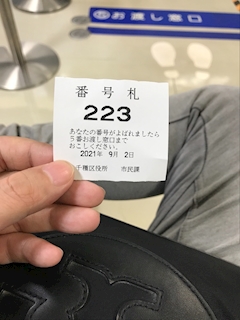 お渡し窓口
番号札
223
あなたの番号がよばれましたら
5番お渡し窓口まで
おこしください。
2021年 9月 2日
千種区役所 市民課